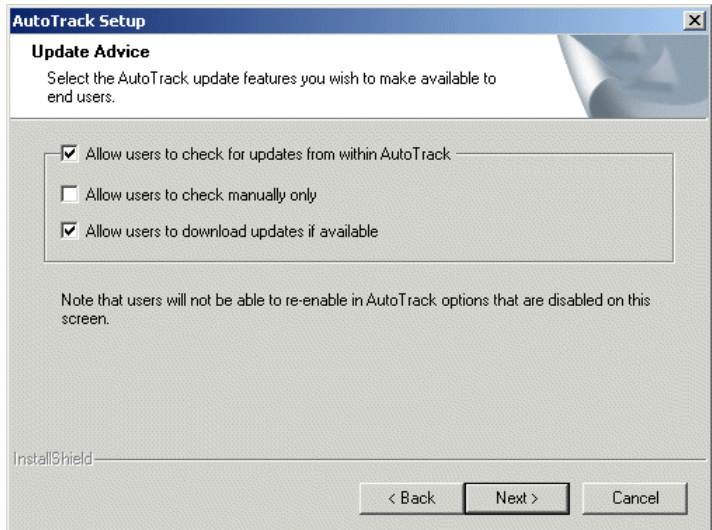 AutoTrack Setup
Update Advice
Select the AutoTrack update features you wish to make available to
end users.
Allow users to check for updates from within AutoTrack
Allow users to check manually only
Allow users to download updates if available
Note that users will not be able to re-enable in AutoTrack options that are disabled on this
screen.
InstallShield
< Back
Next >
Cancel